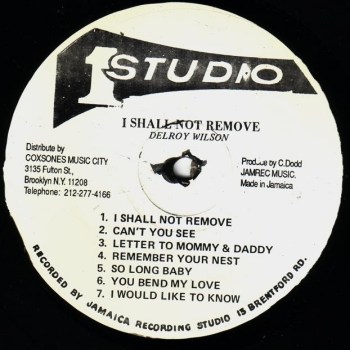 1 STUDIO
I SHALL NOT REMOVE
DELROY WILSON
Distribute by
COXSONES MUSIC CITY
3135 Fulton St.,
Brooklyn N.Y. 11208
Telephone: 212-277-4166
Produce by C.Dodd
JAMREC MUSIC.
Made in Jamaica
1 I SHALL NOT REMOVE
2 CAN'T YOU SEE
3 LETTER TO MOMMY & DADDY
4 REMEMBER YOUR NEST
5 SO LONG BABY
6 YOU BEND MY LOVE
7 I WOULD LIKE TO KNOW
RECORDED BY JAMAICA RECORDING STUDIO 13 BRENTFORD RD.